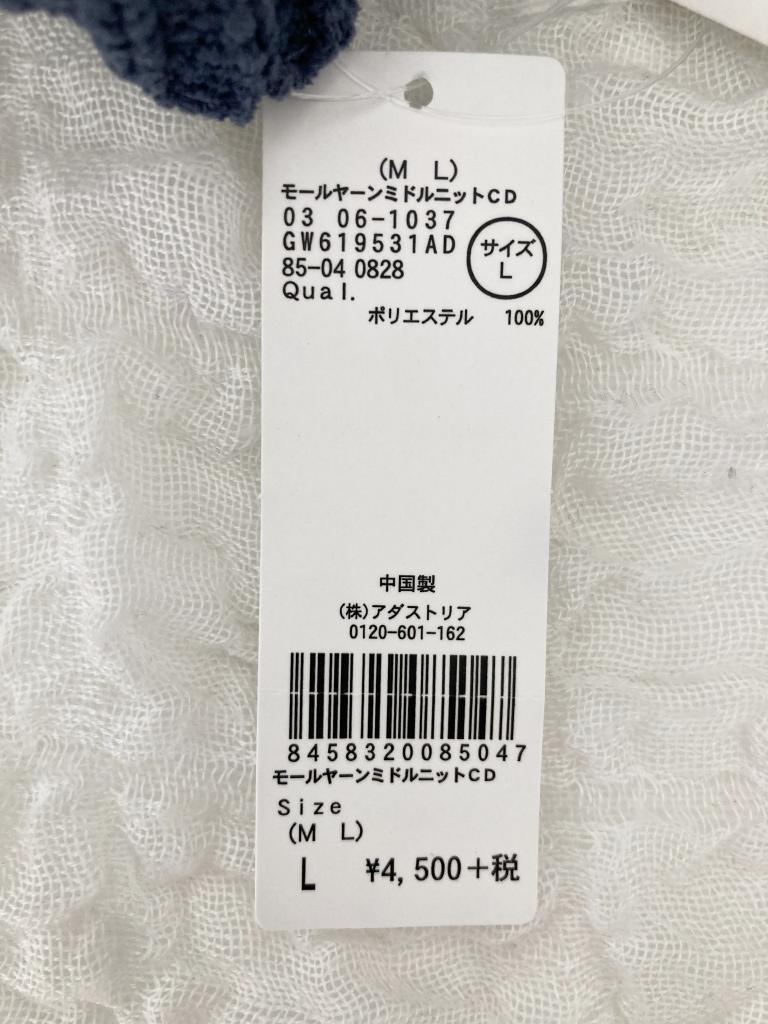 (M L)
モールヤーンミドルニットCD
03 06-1037
GW619531AD
85-04 0828
サイズ
L
Qual.
ポリエステル 100%
中国製
(株)アダストリア
0120-601-162
8458320085047
モールヤーンミドルニットCD
Size
(M L)
L ¥4,500+税